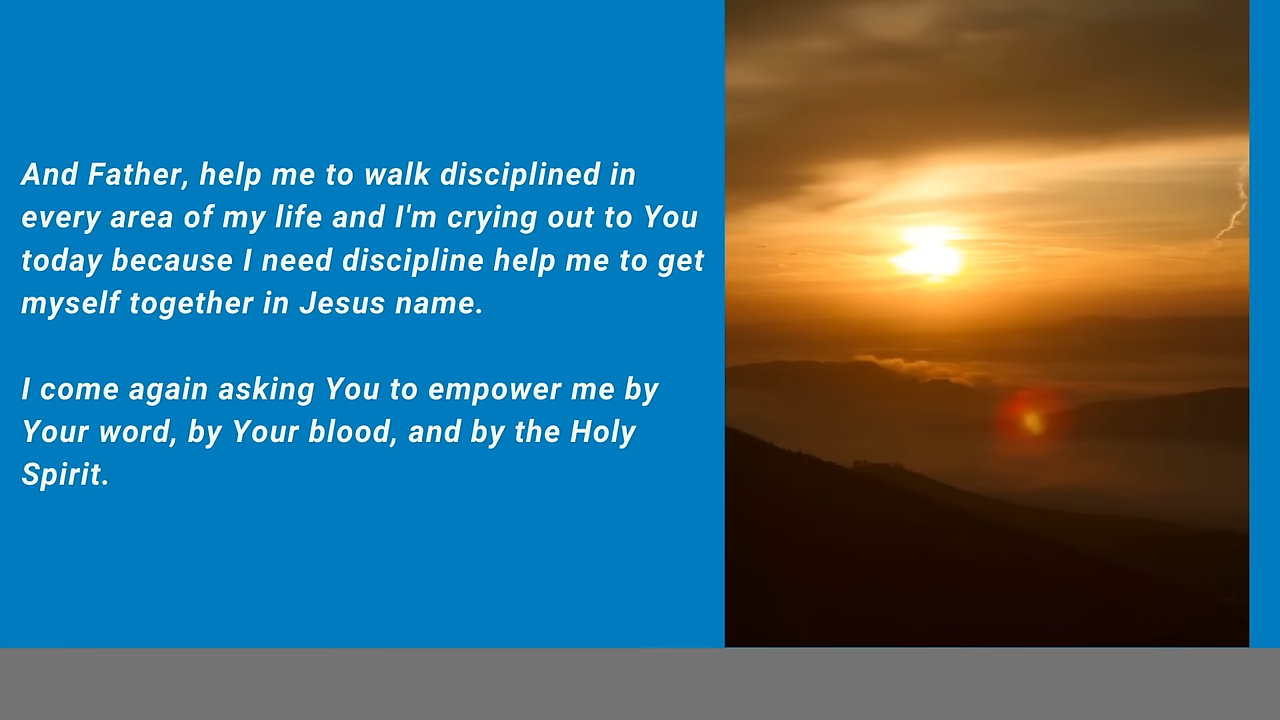 And Father, help me to walk disciplined in
every area of my life and I'm crying out to You
today because I need discipline help me to get
myself together in Jesus name.
I come again asking You to empower me by
Your word, by Your blood, and by the Holy
Spirit.